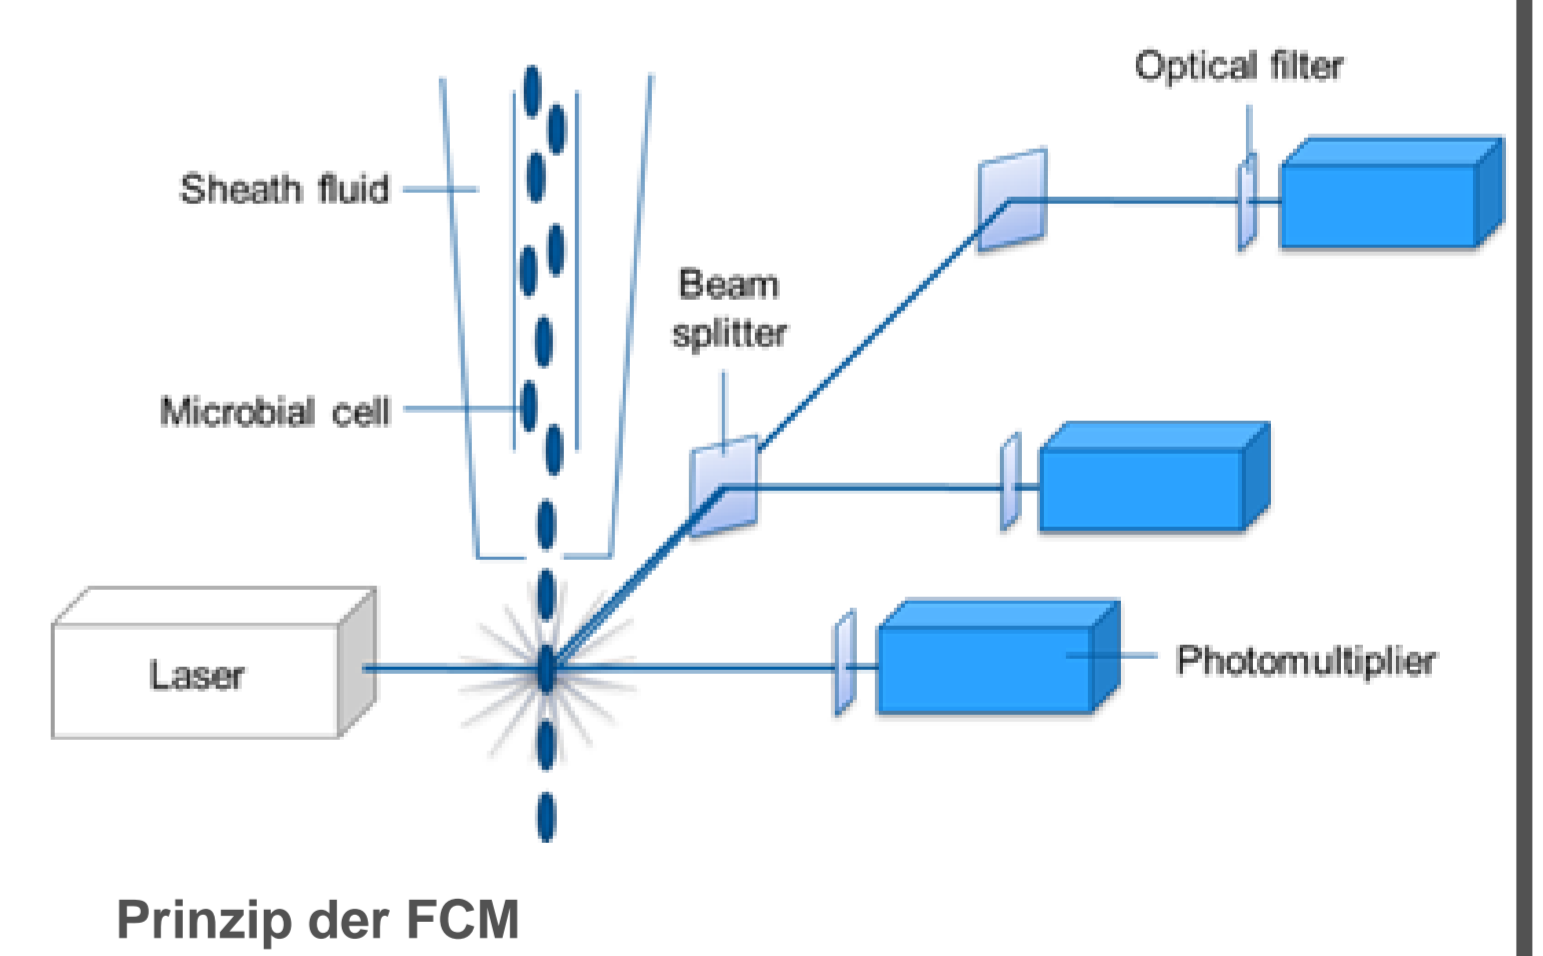 Optical filter
Sheath fluid
Beam
splitter
Microbial cell
Laser
Photomultiplier
Prinzip der FCM